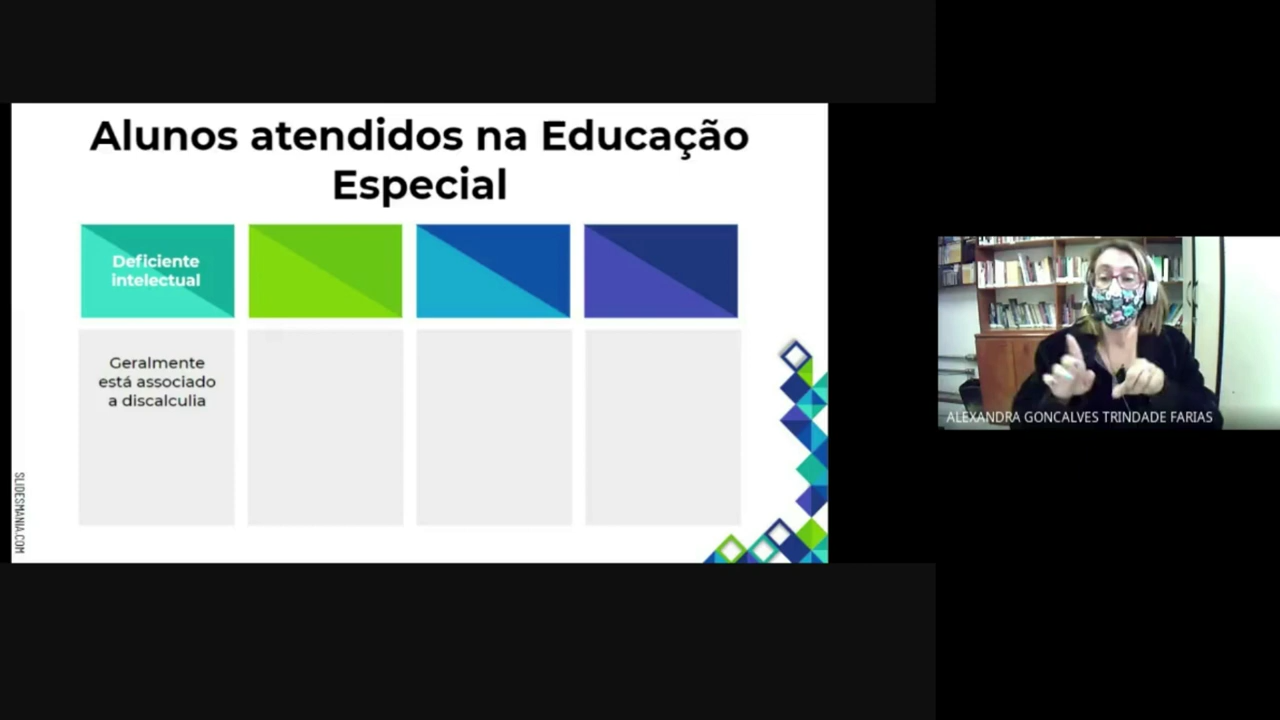 Alunos atendidos na Educação
Especial
Deficiente
intelectual
Geralmente
está associado
a discalculia
SLIDESMANIA.COM
ALEXANDRA GONCALVES TRINDADE FARIAS